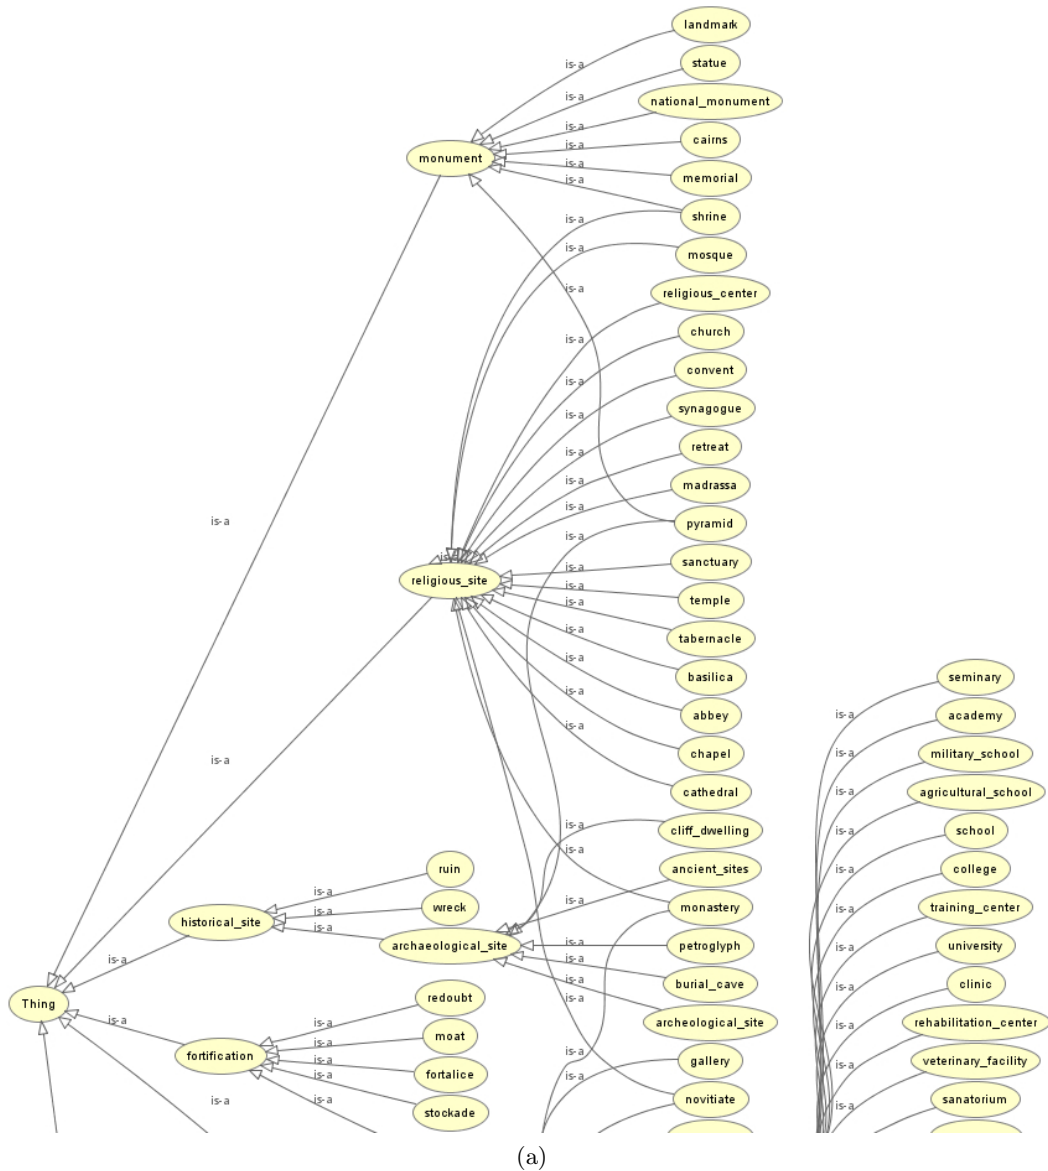 landmark
is-a
statue
is-a
national_monument
is-a
cairns
is-a
monument
is-a
memorial
is-a
shrine
is-a
mosque
is-a
is-a
religious_center
church
is-a
convent
is-a
synagogue
is-a
retreat
is-a
madrassa
is-a
is-a
pyramid
is-a
is-a
sanctuary
is-a
religious_site
temple
is-a
is-a
tabernacle
basilica
is-a
seminary
abbey
is-a
academy
is-a
chapel
is-a
military_school
is-a
is-a
cathedral
is-a
agricultural_school
is-a
cliff_dwelling
is-a
school
is-a
ruin
ancient_sites
college
is-a
is-a
wreck
monastery
training_center
is-a
is-a
historical_site
is-a
is-a
archaeological_site
is-a
petroglyph
university
is-a
is-a
is-a
burial_cave
clinic
is-a
Thing
redoubt
is-a
is-a
is-a
archeological_site
rehabilitation_center
is-a
moat
is-a
fortification
is-a
gallery
veterinary_facility
is-a
fortalice
is-a
is-a
is-a
stockade
is-a
novitiate
sanatorium
is-a
(a)